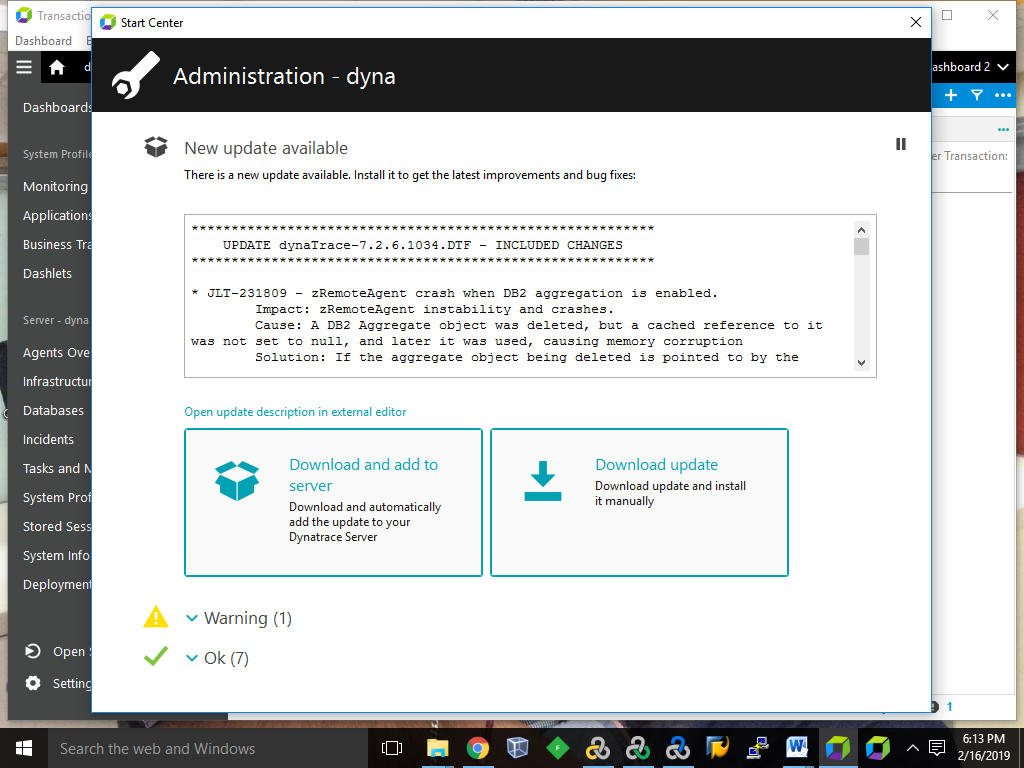 Transactio
Start Center
Dashboard
Administration - dyna
ashboard 2
Dashboards
New update available
There is a new update available. Install it to get the latest improvements and bug fixes:
er Transaction:
System Profile
Monitoring
Applications
Business Tra
Dashlets
Server - dyna
Agents Ove
Infrastructur
Databases
Incidents
Tasks and M
System Prof
Stored Sess
System Info
Deployment
Open S
Setting
**********************************************************
UPDATE dynaTrace-7.2.6.1034.DTF - INCLUDED CHANGES
**********************************************************
* JLT-231809 - zRemoteAgent crash when DB2 aggregation is enabled.
Impact: zRemoteAgent instability and crashes.
Cause: A DB2 Aggregate object was deleted, but a cached reference to it
was not set to null, and later it was used, causing memory corruption
Solution: If the aggregate object being deleted is pointed to by the
Open update description in external editor
Download and add to
server
Download and automatically
add the update to your
Dynatrace Server
Download update
Download update and install
it manually
Warning (1)
Ok (7)
1
Search the web and Windows
6:13 PM
2/16/2019